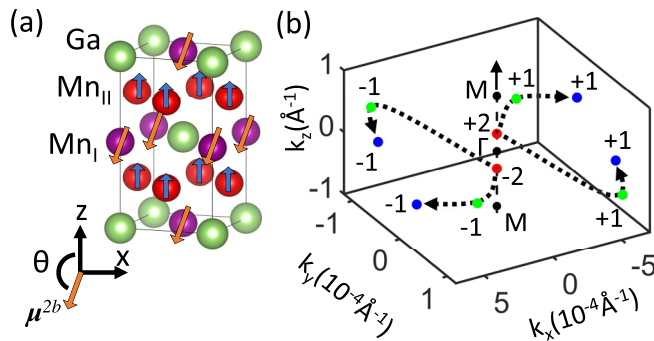 (a)
Ga
Mn_II
Mn_I
z
θ
x
μ^2b
(b)
k_z(Å^-1)
1
0
-1
M
+1
+1
-1
-1
+2
Γ
-2
+1
+1
-1
-1
M
-1
0
1
k_y(10^-4Å^-1)
5
0
-5
k_x(10^-4Å^-1)